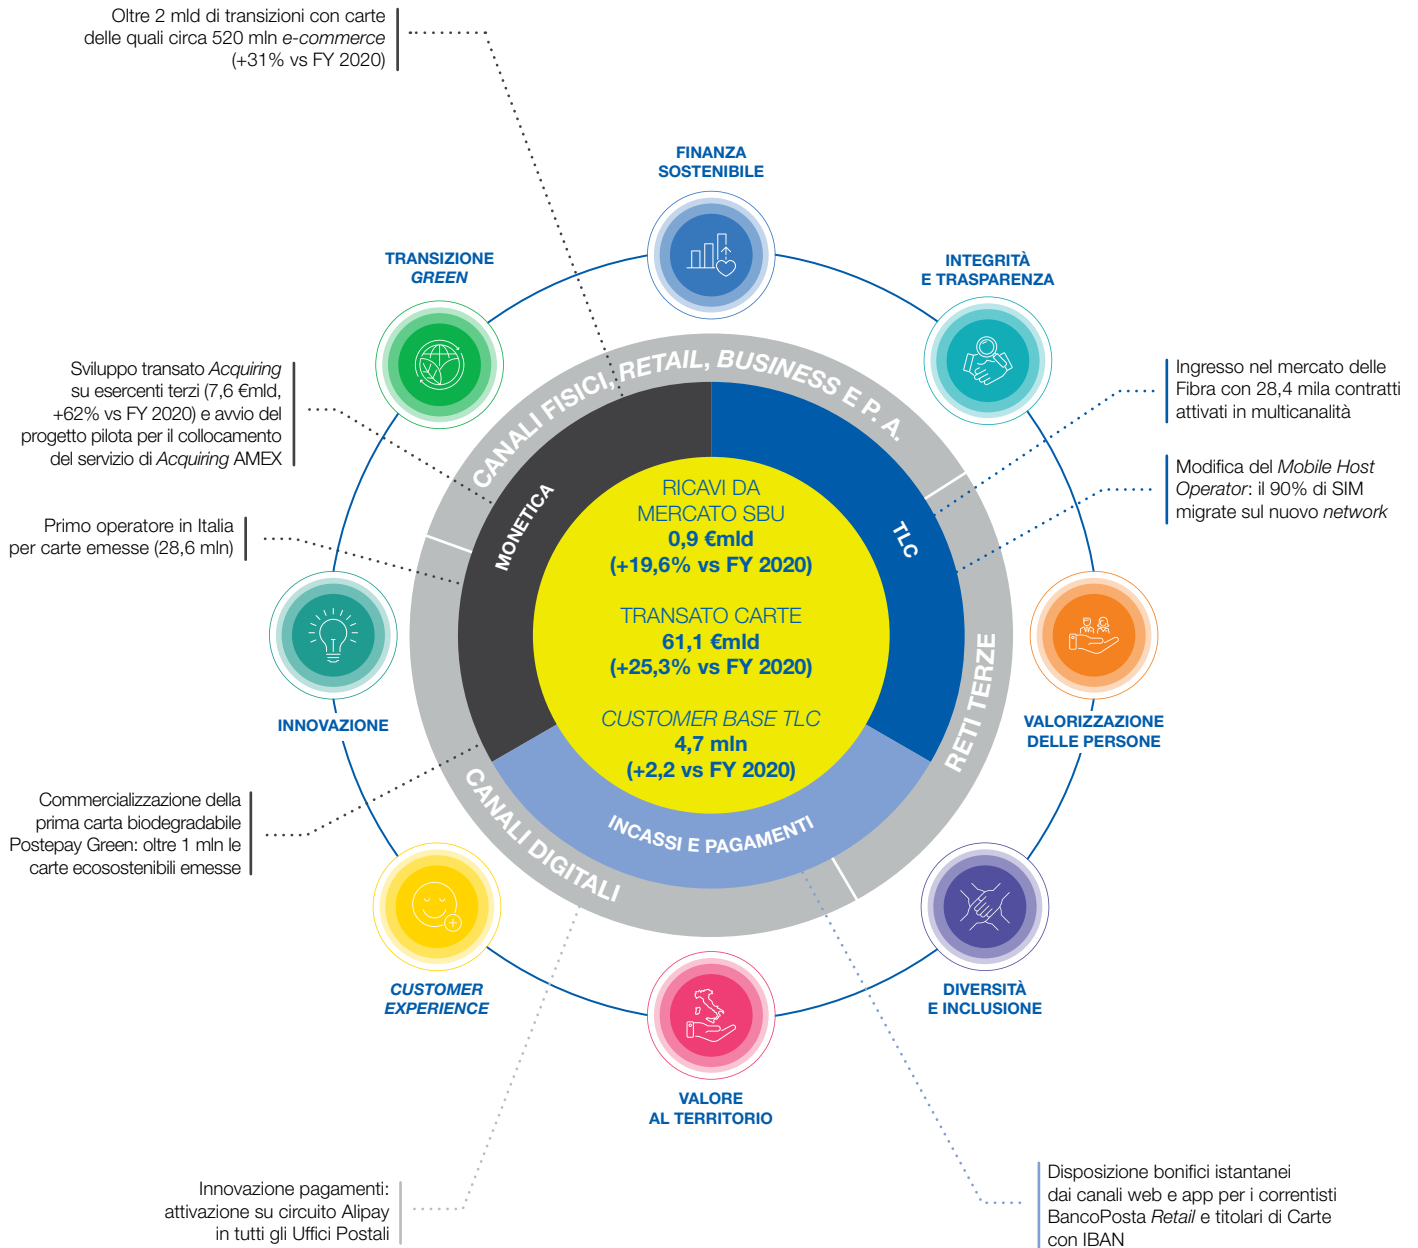 Oltre 2 mld di transizioni con carte
delle quali circa 520 mln e-commerce
(+31% vs FY 2020)
FINANZA
SOSTENIBILE
TRANSIZIONE
GREEN
INTEGRITÀ
E TRASPARENZA
Sviluppo transato Acquiring
su esercenti terzi (7,6 €mld,
+62% vs FY 2020) e avvio del
progetto pilota per il collocamento
del servizio di Acquiring AMEX
Primo operatore in Italia
per carte emesse (28,6 mln)
Ingresso nel mercato delle
Fibra con 28,4 mila contratti
attivati in multicanalità
Modifica del Mobile Host
Operator: il 90% di SIM
migrate sul nuovo network
CANALI FISICI, RETAIL, BUSINESS E P. A.
MONETICA
TLC
RICAVI DA
MERCATO SBU
0,9 €mld
(+19,6% vs FY 2020)
TRANSATO CARTE
61,1 €mld
(+25,3% vs FY 2020)
CUSTOMER BASE TLC
4,7 mln
(+2,2 vs FY 2020)
RETI TERZE
INCASSI E PAGAMENTI
CANALI DIGITALI
INNOVAZIONE
VALORIZZAZIONE
DELLE PERSONE
Commercializzazione della
prima carta biodegradabile
Postepay Green: oltre 1 mln le
carte ecosostenibili emesse
CUSTOMER
EXPERIENCE
DIVERSITÀ
E INCLUSIONE
VALORE
AL TERRITORIO
Innovazione pagamenti:
attivazione su circuito Alipay
in tutti gli Uffici Postali
Disposizione bonifici istantanei
dai canali web e app per i correntisti
BancoPosta Retail e titolari di Carte
con IBAN